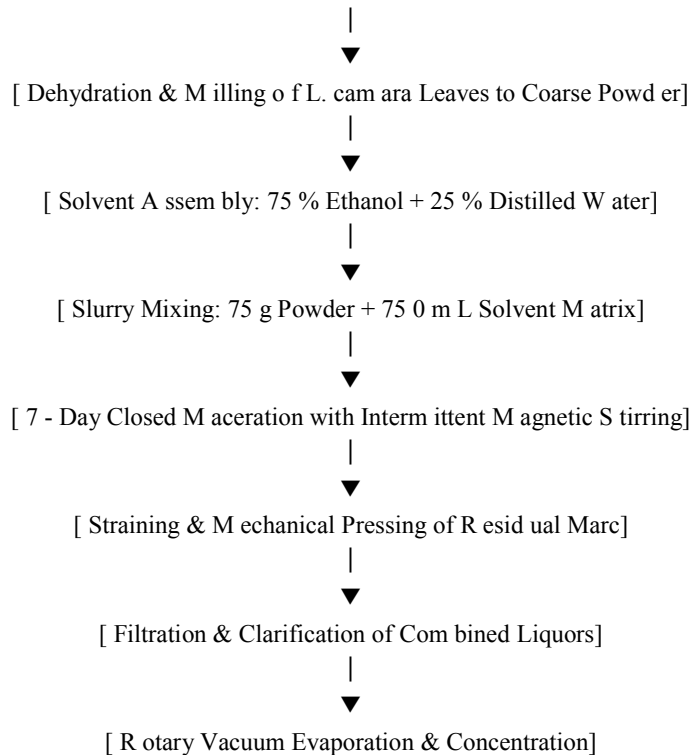 [ Dehydration & M illing o f L. cam ara Leaves to Coarse Powd er]
[ Solvent A ssem bly: 75 % Ethanol + 25 % Distilled W ater]
[ Slurry Mixing: 75 g Powder + 75 0 m L Solvent M atrix]
[ 7 - Day Closed M aceration with Interm ittent M agnetic S tirring]
[ Straining & M echanical Pressing of R esid ual Marc]
[ Filtration & Clarification of Com bined Liquors]
[ R otary Vacuum Evaporation & Concentration]